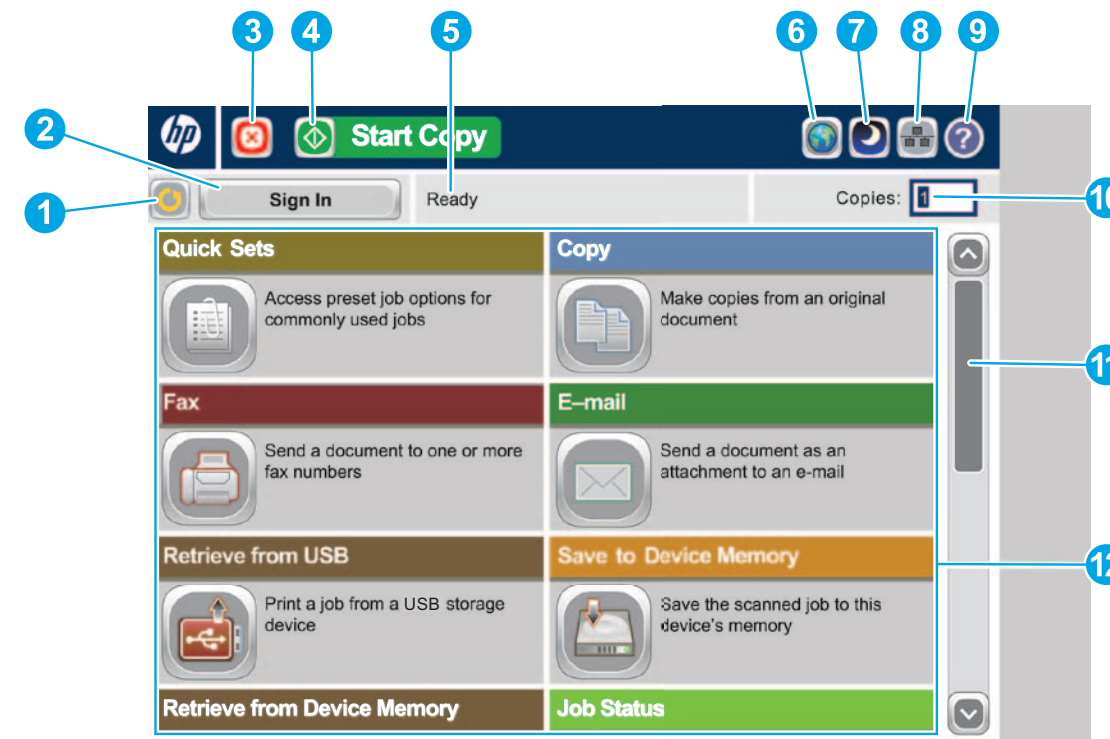 3 4 5 6 7 8 9
hp Start Copy
2
1 Sign In Ready Copies: 1 10
Quick Sets
Access preset job options for
commonly used jobs
Copy
Make copies from an original
document
11
Fax
Send a document to one or more
fax numbers
E–mail
Send a document as an
attachment to an e-mail
12
Retrieve from USB
Print a job from a USB storage
device
Save to Device Memory
Save the scanned job to this
device's memory
Retrieve from Device Memory
Job Status
?